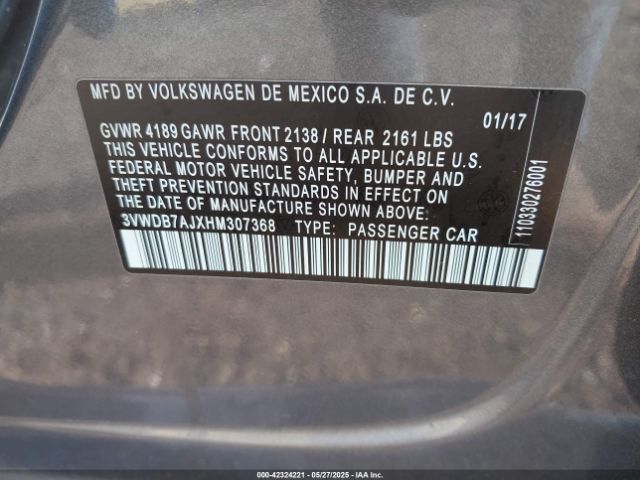 MFD BY VOLKSWAGEN DE MEXICO S.A. DE C.V.
01/17
GVWR 4189 GAWR FRONT 2138 / REAR 2161 LBS
THIS VEHICLE CONFORMS TO ALL APPLICABLE U.S.
FEDERAL MOTOR VEHICLE SAFETY, BUMPER AND
THEFT PREVENTION STANDARDS IN EFFECT ON
THE DATE OF MANUFACTURE SHOWN ABOVE.
3VWDB7AJXHM307368 TYPE: PASSENGER CAR
110330276001
000-42324221 | 05/27/2025 | Copyright © IAA, Inc.